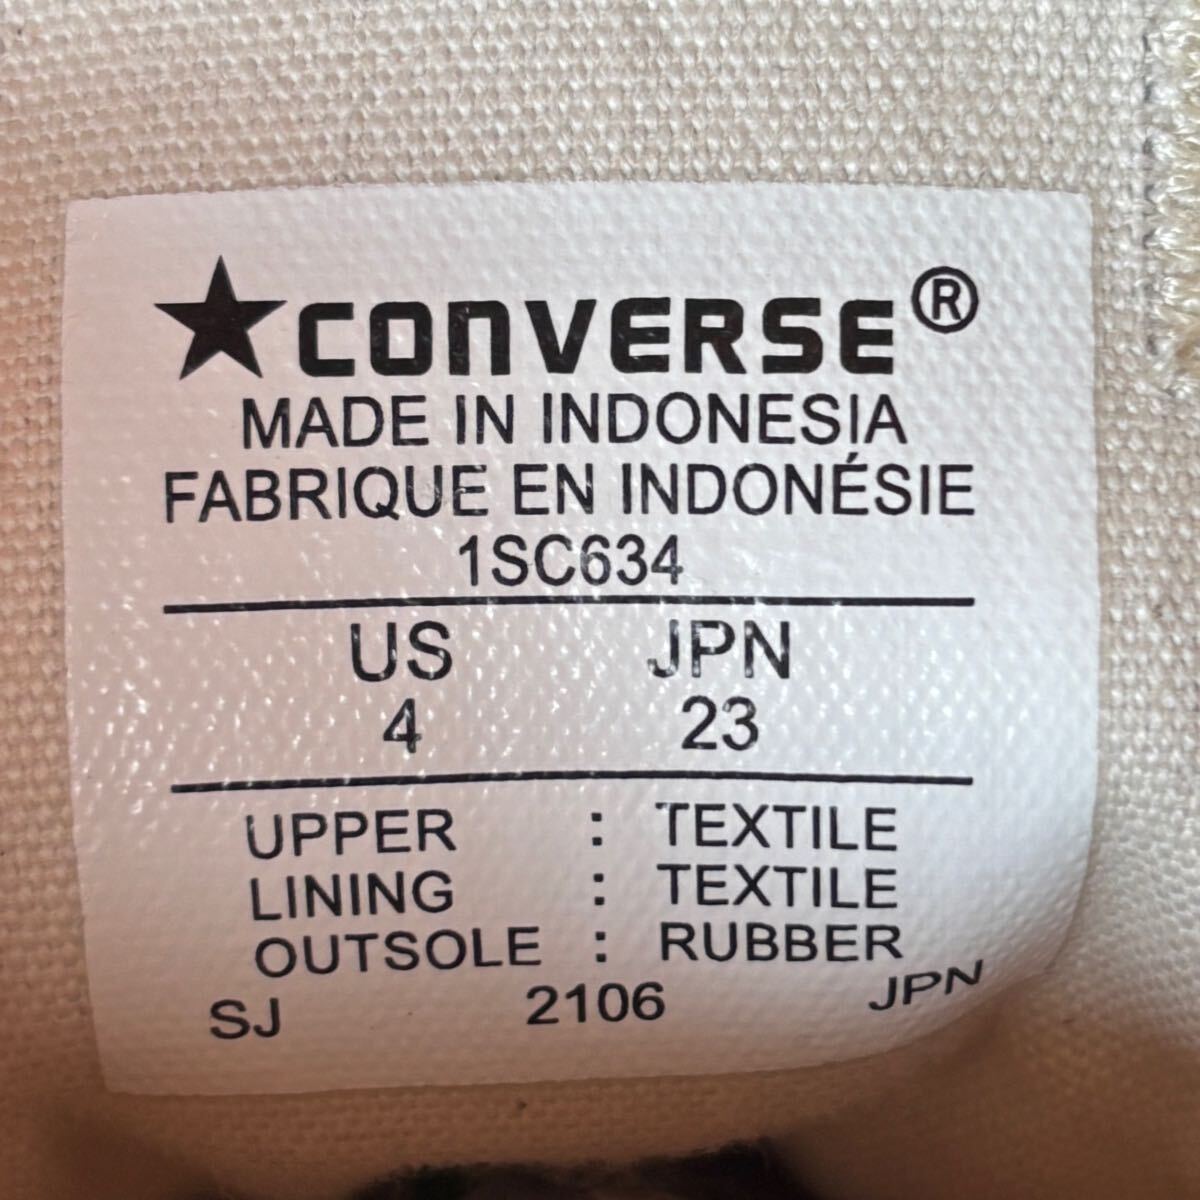 ★CONVERSE®
MADE IN INDONESIA
FABRIQUE EN INDONÉSIE
1SC634
US JPN
4 23
UPPER : TEXTILE
LINING : TEXTILE
OUTSOLE : RUBBER
SJ 2106 JPN